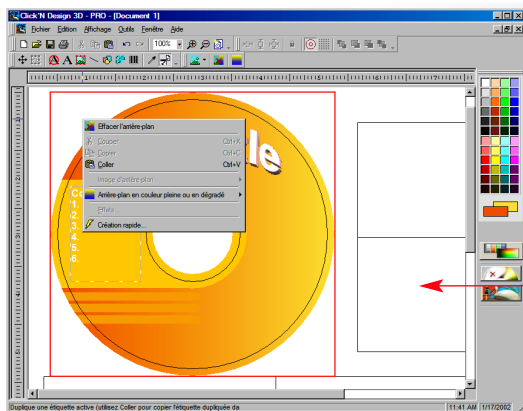 Click'N Design 3D - PRO - [Document 1]
Fichier Edition Affichage Outils Fenêtre Aide
100%
Effacer l'arrière-plan
Couper Ctrl+X
Copier Ctrl+C
Coller Ctrl+V
Image d'arrière-plan
Arrière-plan en couleur pleine ou en dégradé
Effets...
Création rapide...
Co
1.
2.
3.
4.
5.
6.
le
Duplique une étiquette active (utilisez Coller pour copier l'étiquette dupliquée da
11:41 AM 1/17/2002